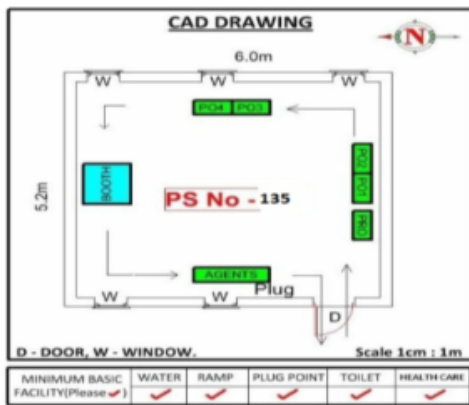 CAD DRAWING
N
6.0m
W W W
PO4 PO3
5.2m
BOOTH
PO2
PO1
PRO
PS No - 135
AGENTS
Plug
W W
D
D - DOOR, W - WINDOW.
Scale 1cm : 1m
MINIMUM BASIC FACILITY(Please ✓)
WATER
RAMP
PLUG POINT
TOILET
HEALTH CARE
✓ ✓ ✓ ✓ ✓